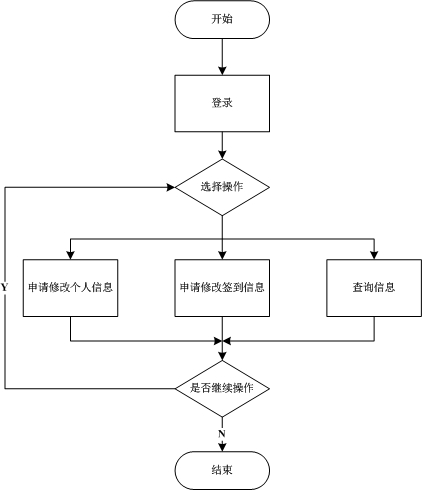 开始
登录
选择操作
申请修改个人信息
申请修改签到信息
查询信息
Y
是否继续操作
N
结束